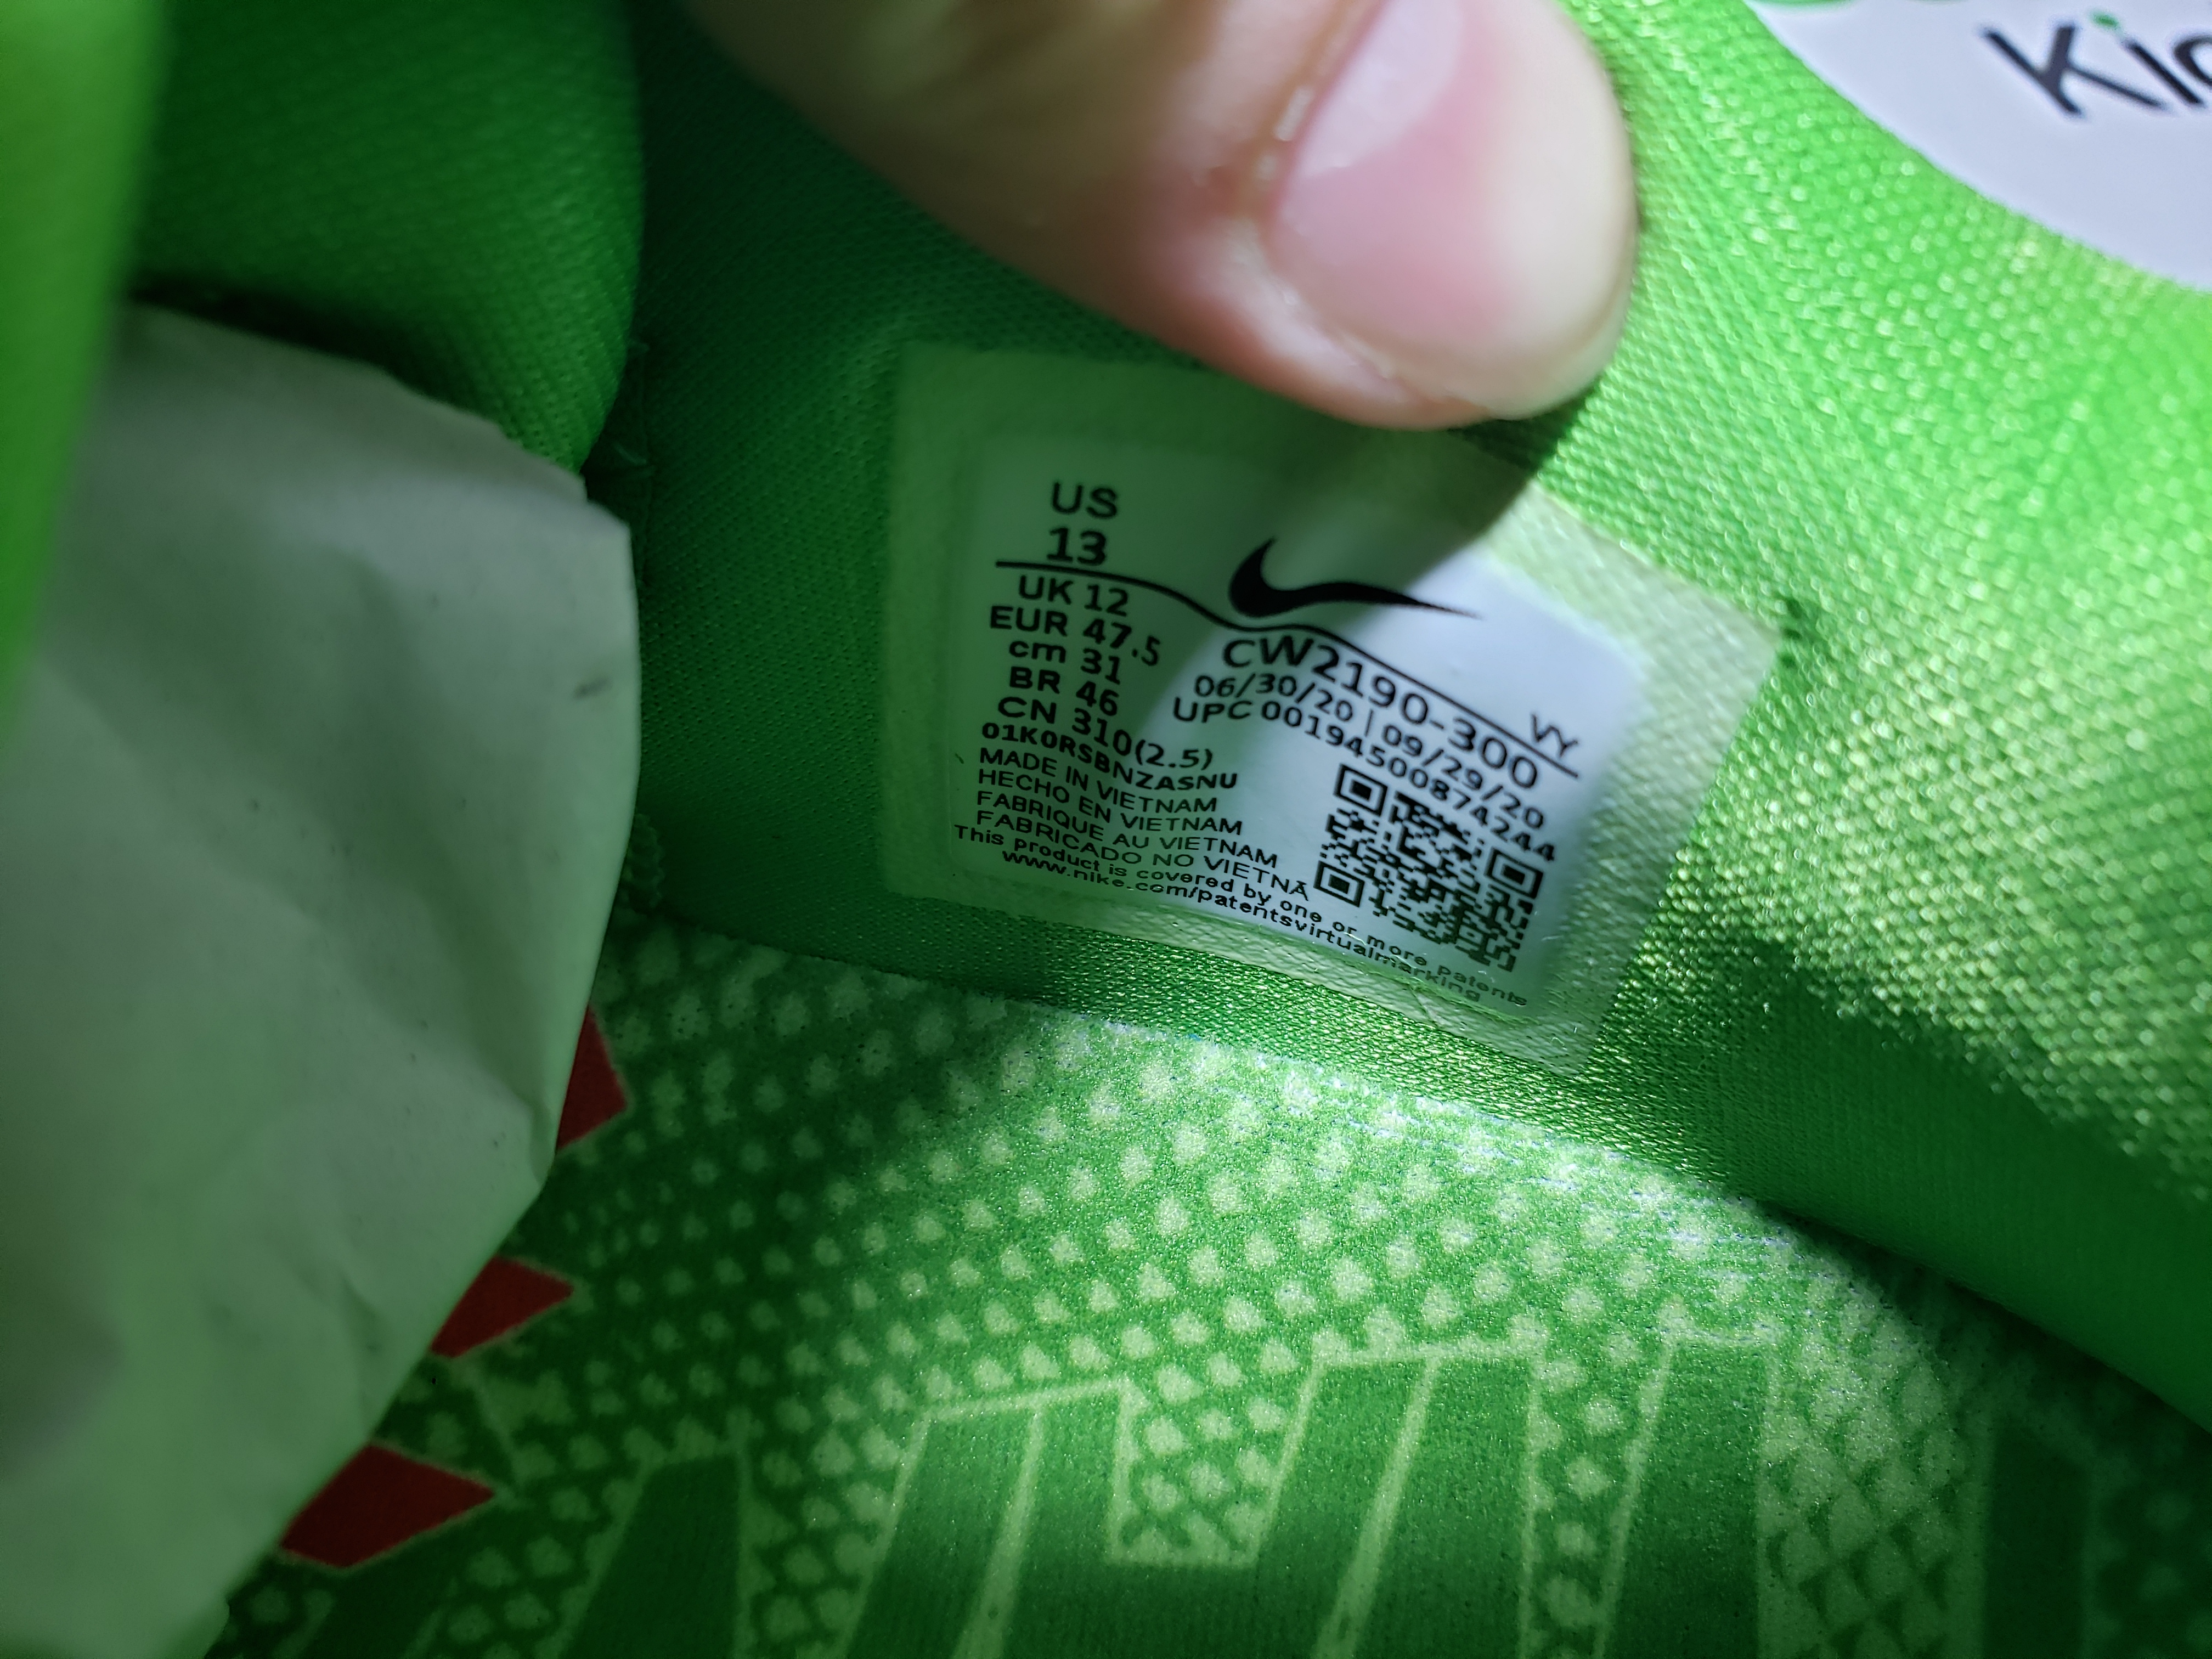 US
13
UK 12
EUR 47.5
cm 31
BR 46
CN 310(2.5)
01K0RSBNZASNU
MADE IN VIETNAM
HECHO EN VIETNAM
FABRIQUE AU VIETNAM
FABRICADO NO VIETNÃ
This product is covered by one or more patents
www.nike.com/patentsvirtualmarking
VY
CW2190-300
06/30/20 | 09/29/20
UPC 00194500874244